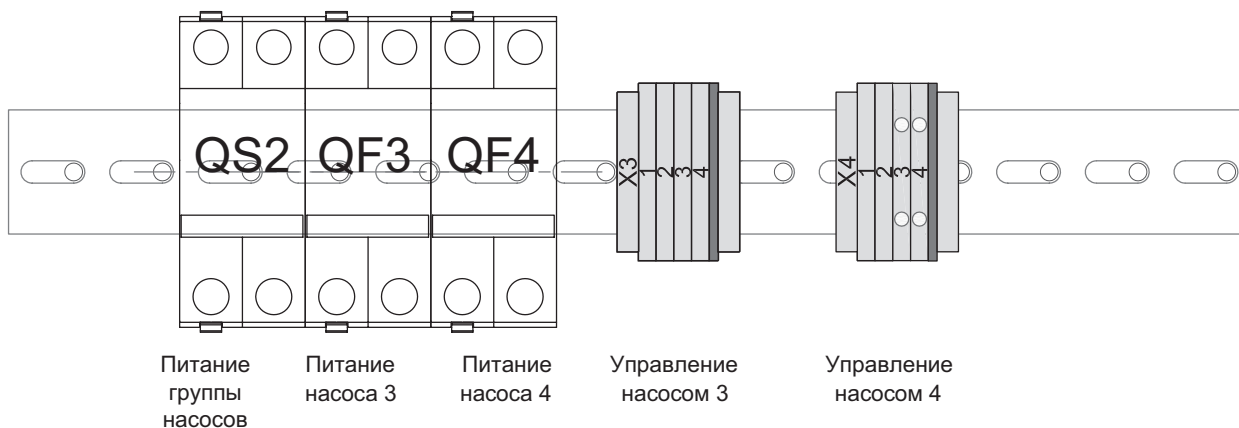 QS2 QF3 QF4
X3 1 2 3 4
X4 1 2 3 4
Питание
группы
насосов
Питание
насоса 3
Питание
насоса 4
Управление
насосом 3
Управление
насосом 4